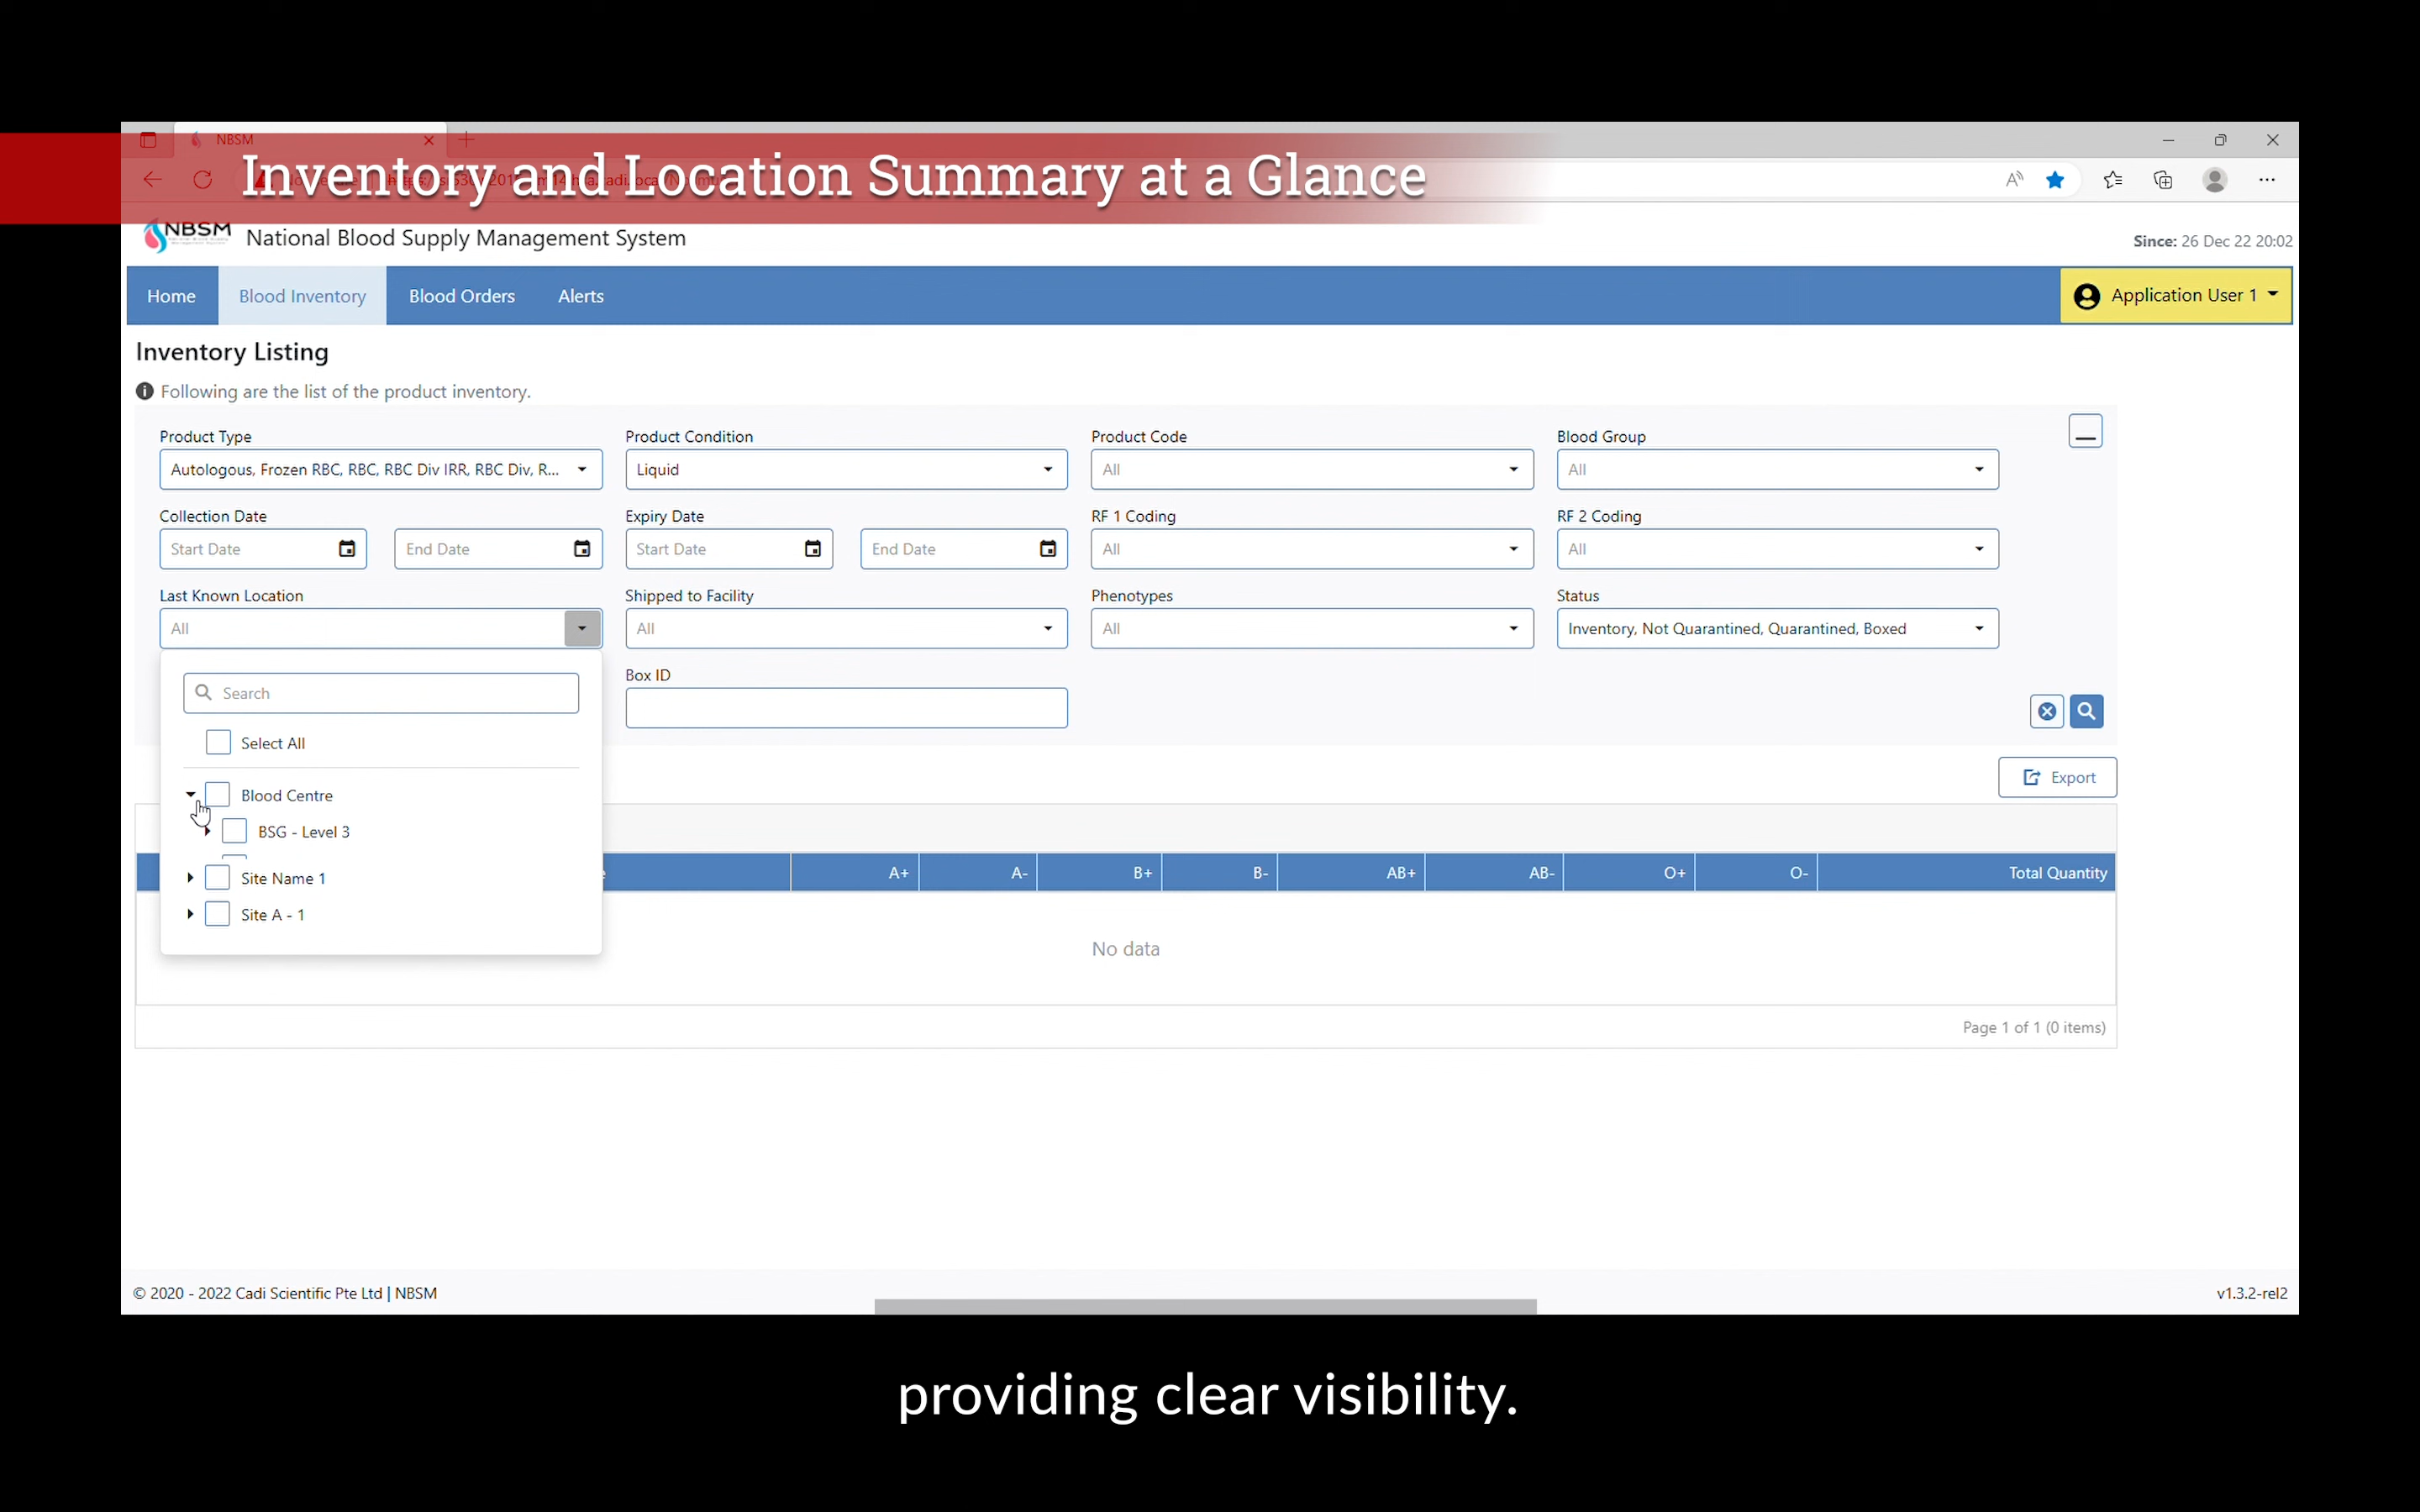 NBSM
Inventory and Location Summary at a Glance
NBSM
National Blood Supply Management System
Since: 26 Dec 22 20:02
Home
Blood Inventory
Blood Orders
Alerts
Application User 1
Inventory Listing
Following are the list of the product inventory.
Product Type
Product Condition
Product Code
Blood Group
Autologous, Frozen RBC, RBC, RBC Div IRR, RBC Div, R...
Liquid
All
All
Collection Date
Expiry Date
RF 1 Coding
RF 2 Coding
Start Date
End Date
Start Date
End Date
All
All
Last Known Location
Shipped to Facility
Phenotypes
Status
All
All
All
Inventory, Not Quarantined, Quarantined, Boxed
Search
Box ID
Select All
Export
Blood Centre
BSG - Level 3
Site Name 1
Site A - 1
A+
A-
B+
B-
AB+
AB-
O+
O-
Total Quantity
No data
Page 1 of 1 (0 items)
© 2020 - 2022 Cadi Scientific Pte Ltd | NBSM
v1.3.2-rel2
providing clear visibility.